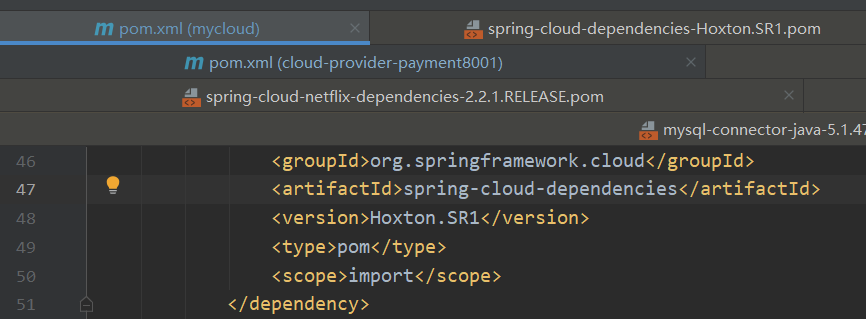 pom.xml (mycloud)
spring-cloud-dependencies-Hoxton.SR1.pom
pom.xml (cloud-provider-payment8001)
spring-cloud-netflix-dependencies-2.2.1.RELEASE.pom
mysql-connector-java-5.1.47
46 <groupId>org.springframework.cloud</groupId>
47 <artifactId>spring-cloud-dependencies</artifactId>
48 <version>Hoxton.SR1</version>
49 <type>pom</type>
50 <scope>import</scope>
51 </dependency>